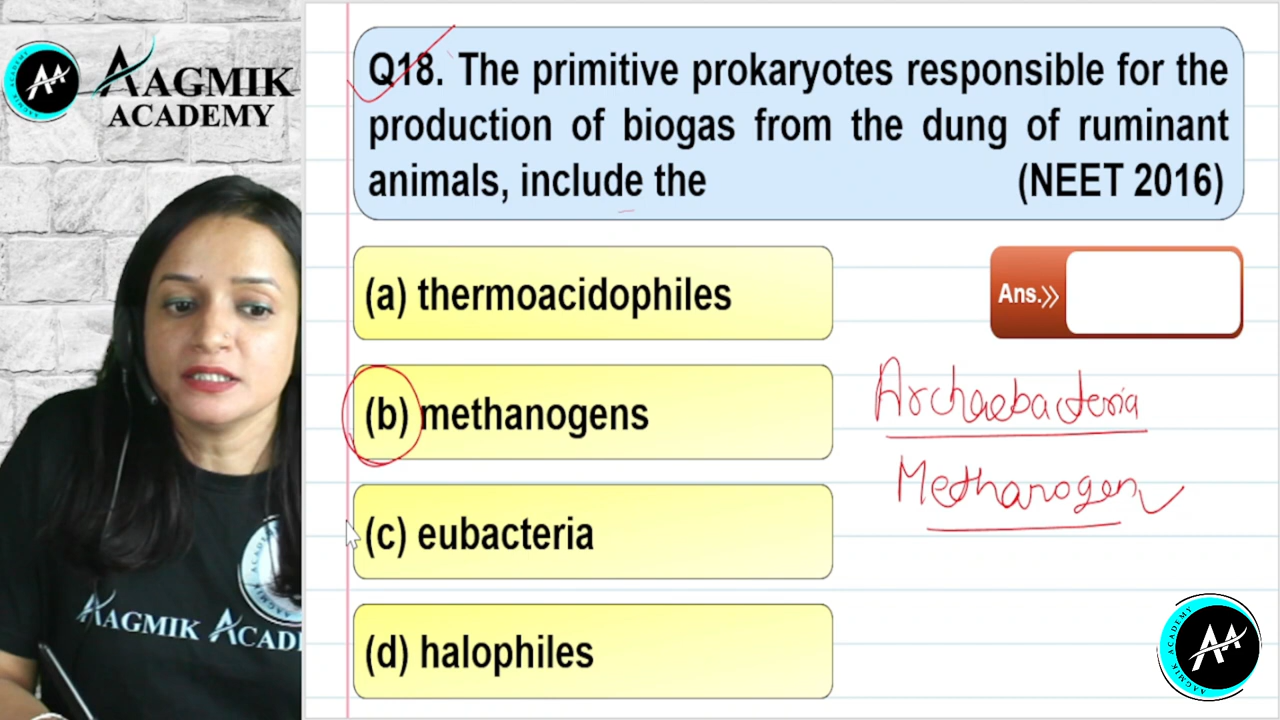 AAGMIK
ACADEMY
Q18. The primitive prokaryotes responsible for the
production of biogas from the dung of ruminant
animals, include the (NEET 2016)
(a) thermoacidophiles
Ans.
(b) methanogens
Archaebacteria
Methanogen
(c) eubacteria
(d) halophiles
AAGMIK ACADE